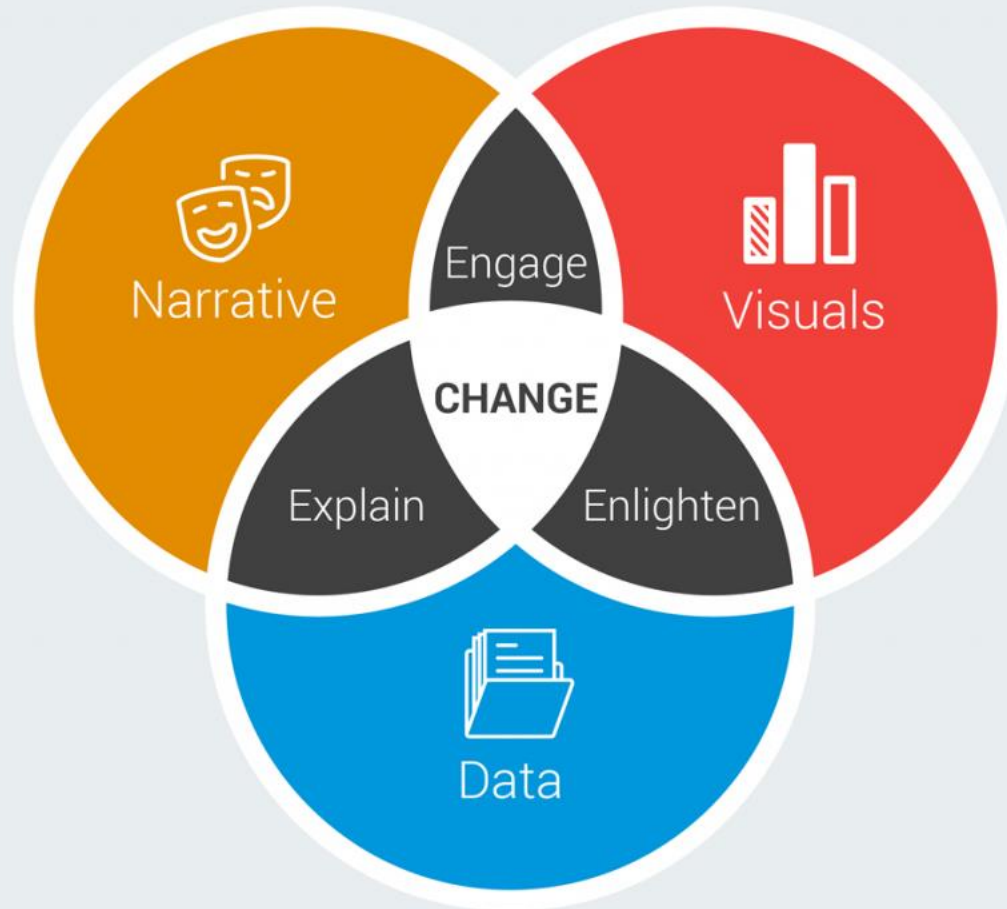 Engage
Narrative
Visuals
CHANGE
Explain
Enlighten
Data